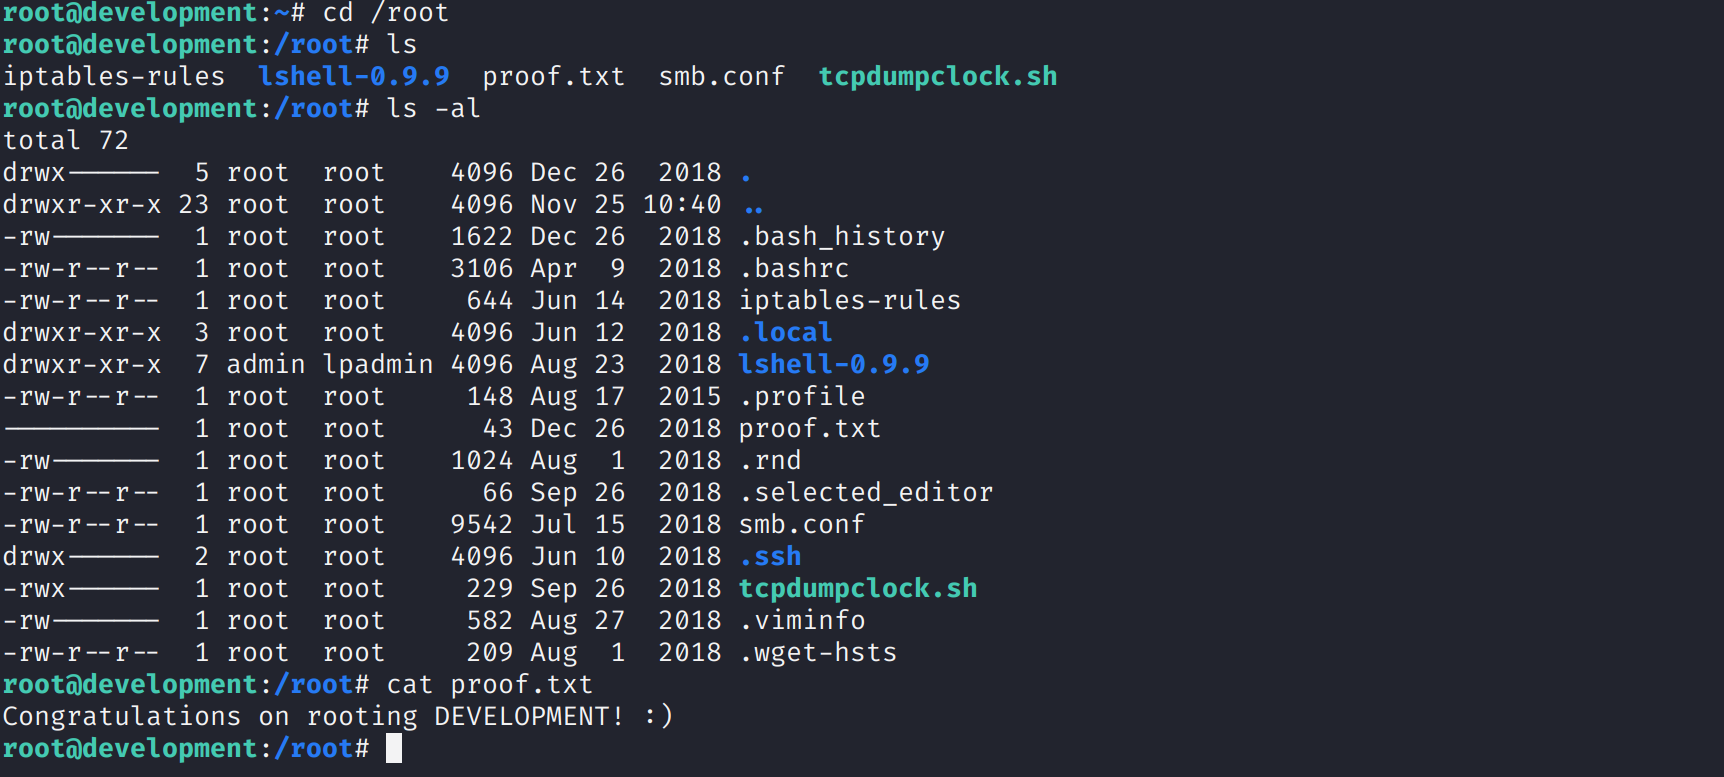 root@development:~# cd /root
root@development:/root# ls
iptables-rules  lshell-0.9.9  proof.txt  smb.conf  tcpdumpclock.sh
root@development:/root# ls -al
total 72
drwx------  5 root  root    4096 Dec 26  2018 .
drwxr-xr-x 23 root  root    4096 Nov 25 10:40 ..
-rw-------  1 root  root    1622 Dec 26  2018 .bash_history
-rw-r--r--  1 root  root    3106 Apr  9  2018 .bashrc
-rw-r--r--  1 root  root     644 Jun 14  2018 iptables-rules
drwxr-xr-x  3 root  root    4096 Jun 12  2018 .local
drwxr-xr-x  7 admin lpadmin 4096 Aug 23  2018 lshell-0.9.9
-rw-r--r--  1 root  root     148 Aug 17  2015 .profile
----------  1 root  root      43 Dec 26  2018 proof.txt
-rw-------  1 root  root    1024 Aug  1  2018 .rnd
-rw-r--r--  1 root  root      66 Sep 26  2018 .selected_editor
-rw-r--r--  1 root  root    9542 Jul 15  2018 smb.conf
drwx------  2 root  root    4096 Jun 10  2018 .ssh
-rwx------  1 root  root     229 Sep 26  2018 tcpdumpclock.sh
-rw-------  1 root  root     582 Aug 27  2018 .viminfo
-rw-r--r--  1 root  root     209 Aug  1  2018 .wget-hsts
root@development:/root# cat proof.txt
Congratulations on rooting DEVELOPMENT! :)
root@development:/root#